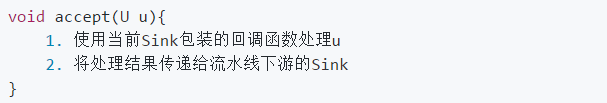 void accept(U u){
1. 使用当前Sink包装的回调函数处理u
2. 将处理结果传递给流水线下游的Sink
}